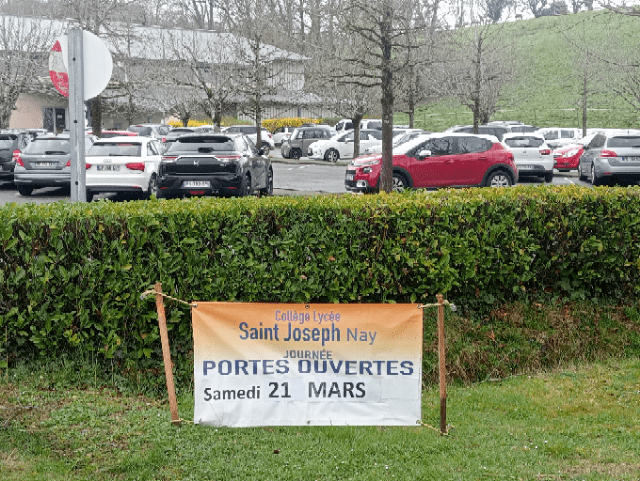 Collège Lycée
Saint Joseph Nay
JOURNÉE
PORTES OUVERTES
Samedi 21 MARS